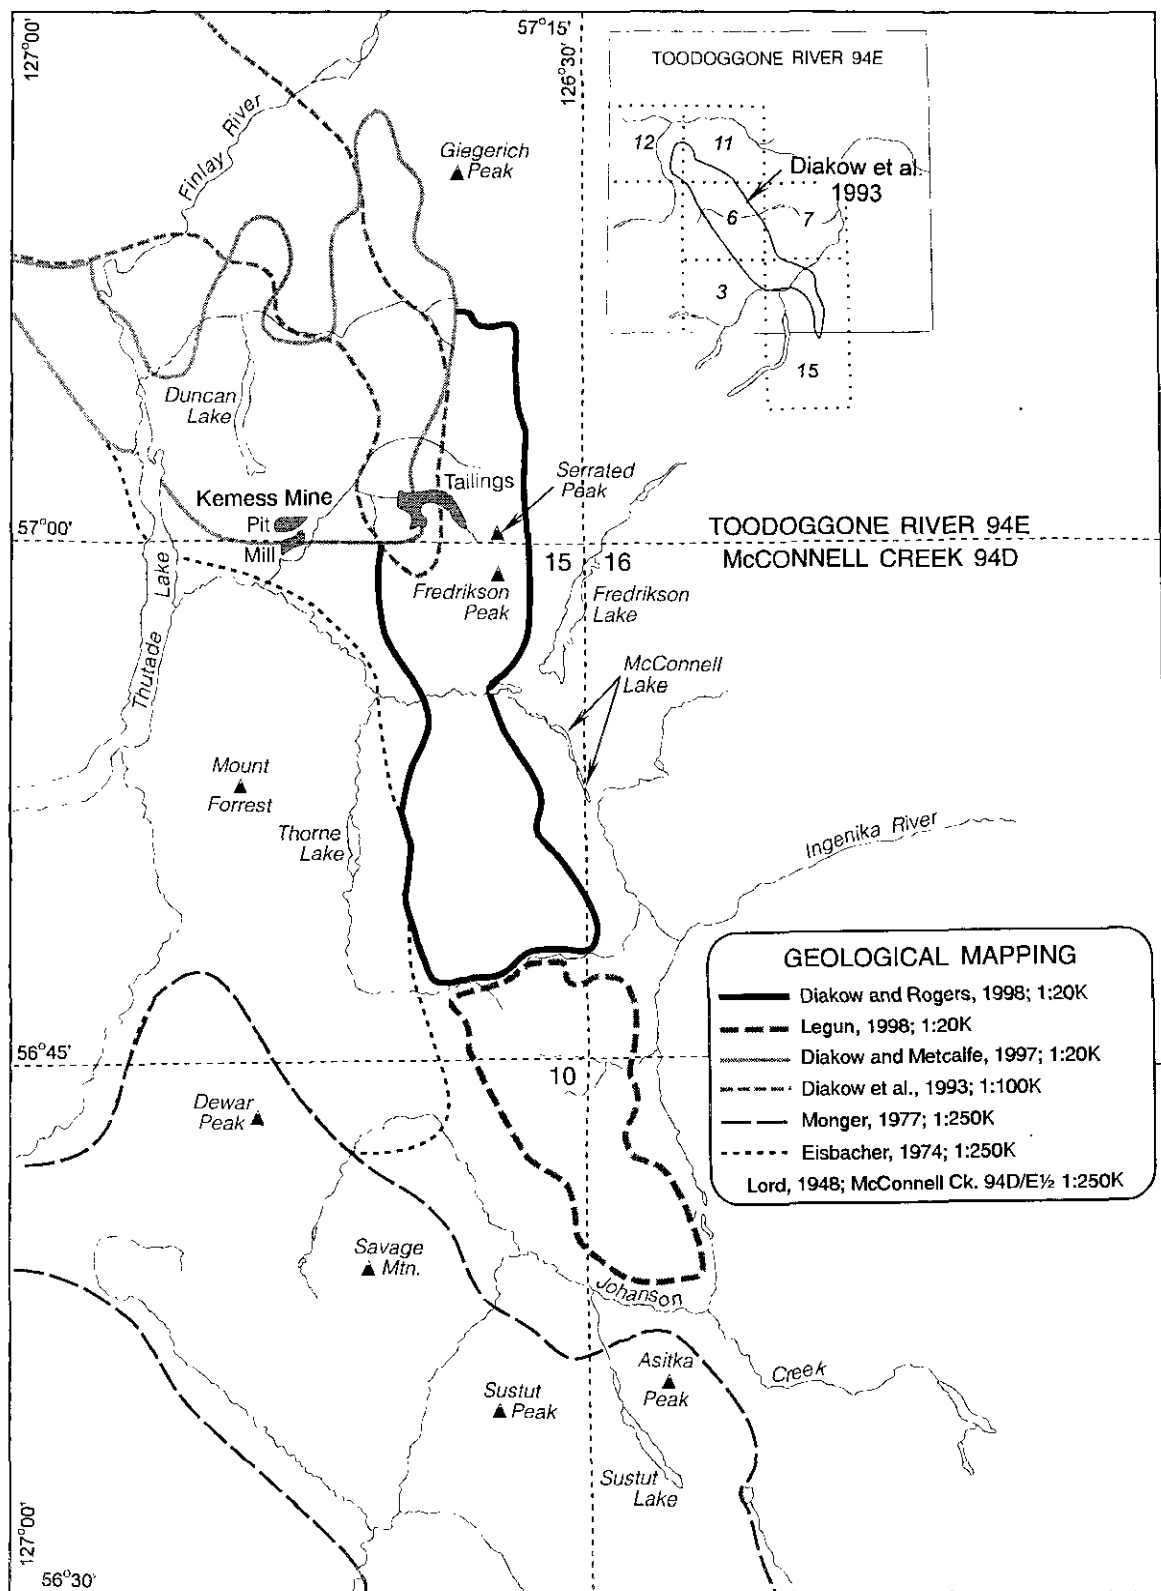 127°00'
57°15'
126°30'
TOODOGGONE RIVER 94E
12
11
Diakow et al.
1993
6
7
3
15
Finlay River
Giegerich
Peak
Duncan
Lake
Tailings
Serrated
Peak
Kemess Mine
Pit
Mill
57°00'
TOODOGGONE RIVER 94E
McCONNELL CREEK 94D
15
16
Fredrikson
Peak
Fredrikson
Lake
Thutade Lake
McConnell
Lake
Mount
Forrest
Thorne
Lake
Ingenika River
GEOLOGICAL MAPPING
Diakow and Rogers, 1998; 1:20K
Legun, 1998; 1:20K
Diakow and Metcalfe, 1997; 1:20K
Diakow et al., 1993; 1:100K
Monger, 1977; 1:250K
Eisbacher, 1974; 1:250K
Lord, 1948; McConnell Ck. 94D/E½ 1:250K
56°45'
10
Dewar
Peak
Savage
Mtn.
Johanson
Creek
Asitka
Peak
Sustut
Peak
Sustut
Lake
127°00'
56°30'